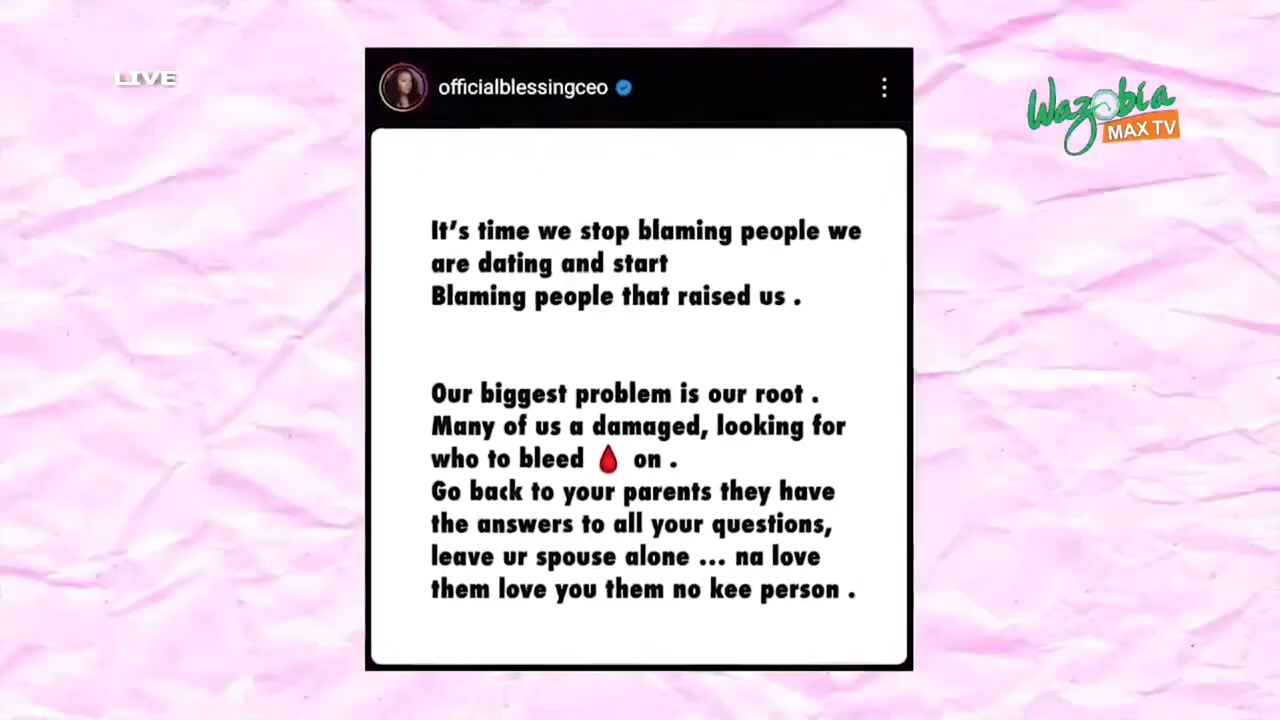 LIVE
officialblessingceo
Wazobia
MAX TV
It's time we stop blaming people we
are dating and start
Blaming people that raised us .
Our biggest problem is our root .
Many of us a damaged, looking for
who to bleed 🩸 on .
Go back to your parents they have
the answers to all your questions,
leave ur spouse alone ... na love
them love you them no kee person .